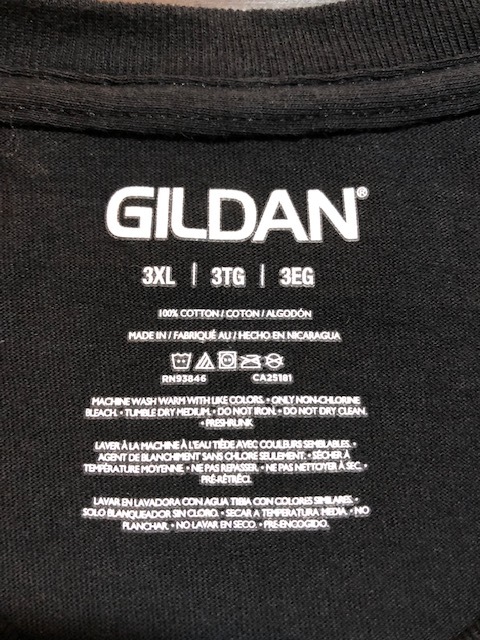 GILDAN®
3XL | 3TG | 3EG
100% COTTON / COTON / ALGODÓN
MADE IN / FABRIQUÉ AU / HECHO EN NICARAGUA
RN93846 CA25181
MACHINE WASH WARM WITH LIKE COLORS. • ONLY NON-CHLORINE
BLEACH. • TUMBLE DRY MEDIUM. • DO NOT IRON. • DO NOT DRY CLEAN.
• PRESHRUNK
LAVER À LA MACHINE À L'EAU TIÈDE AVEC COULEURS SEMBLABLES. •
AGENT DE BLANCHIMENT SANS CHLORE SEULEMENT. • SÉCHER À
TEMPÉRATURE MOYENNE. • NE PAS REPASSER. • NE PAS NETTOYER À SEC. •
PRÉ-RÉTRÉCI.
LAVAR EN LAVADORA CON AGUA TIBIA CON COLORES SIMILARES. •
SOLO BLANQUEADOR SIN CLORO. • SECAR A TEMPERATURA MEDIA. • NO
PLANCHAR. • NO LAVAR EN SECO. • PRE-ENCOGIDO.